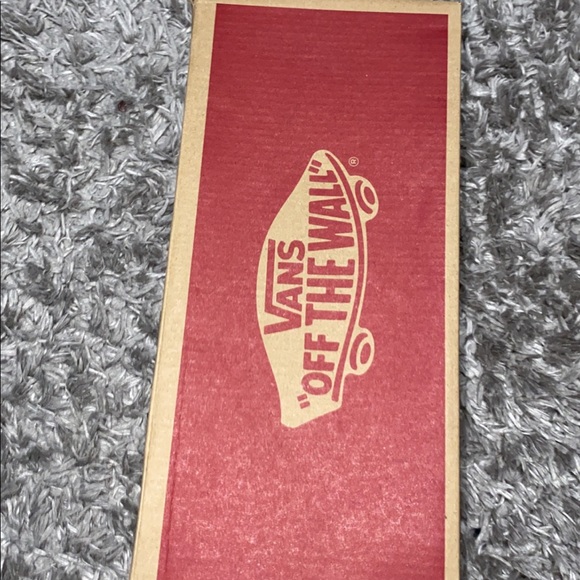 VANS
"OFF THE WALL"
®